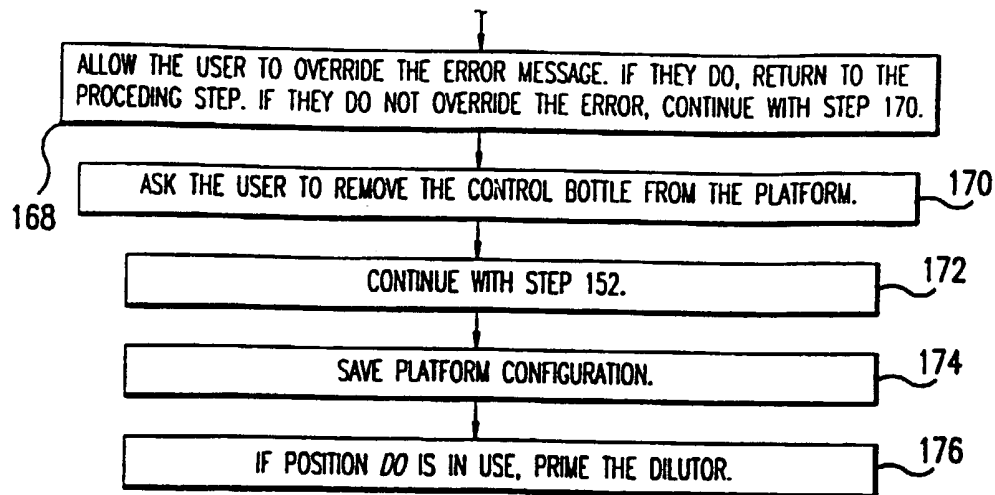 ALLOW THE USER TO OVERRIDE THE ERROR MESSAGE. IF THEY DO, RETURN TO THE
PROCEDING STEP. IF THEY DO NOT OVERRIDE THE ERROR, CONTINUE WITH STEP 170.
168
ASK THE USER TO REMOVE THE CONTROL BOTTLE FROM THE PLATFORM.
170
CONTINUE WITH STEP 152.
172
SAVE PLATFORM CONFIGURATION.
174
IF POSITION DO IS IN USE, PRIME THE DILUTOR.
176